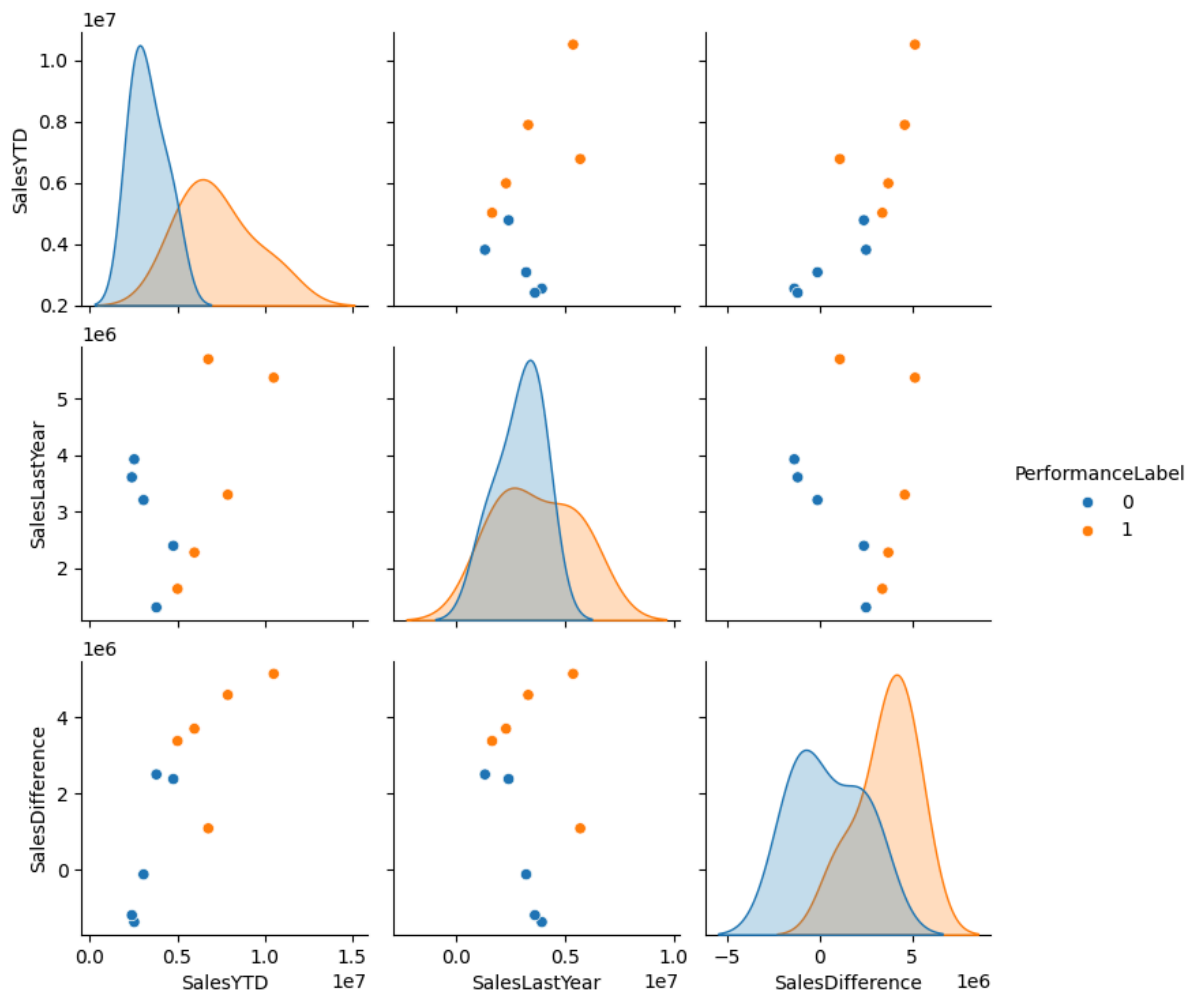 1e7
1.0
0.8
0.6
0.4
0.2
SalesYTD
1e6
5
4
3
2
SalesLastYear
PerformanceLabel
0
1
1e6
4
2
0
SalesDifference
0.0 0.5 1.0 1.5 0.0 0.5 1.0 −5 0 5
SalesYTD 1e7 SalesLastYear 1e7 SalesDifference 1e6